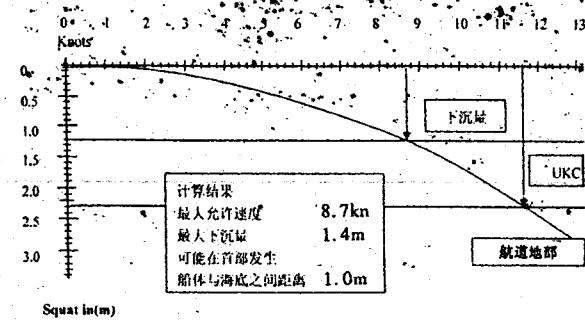 0 1 2 3 4 5 6 7 8 9 10 11 12 13
Knots
0
0.5
1.0
1.5
2.0
2.5
3.0
下沉量
UKC
计算结果
最大允许速度 8.7kn
最大下沉量 1.4m
可能在首部发生
船体与海底之间距离 1.0m
航道地部
Squat in(m)